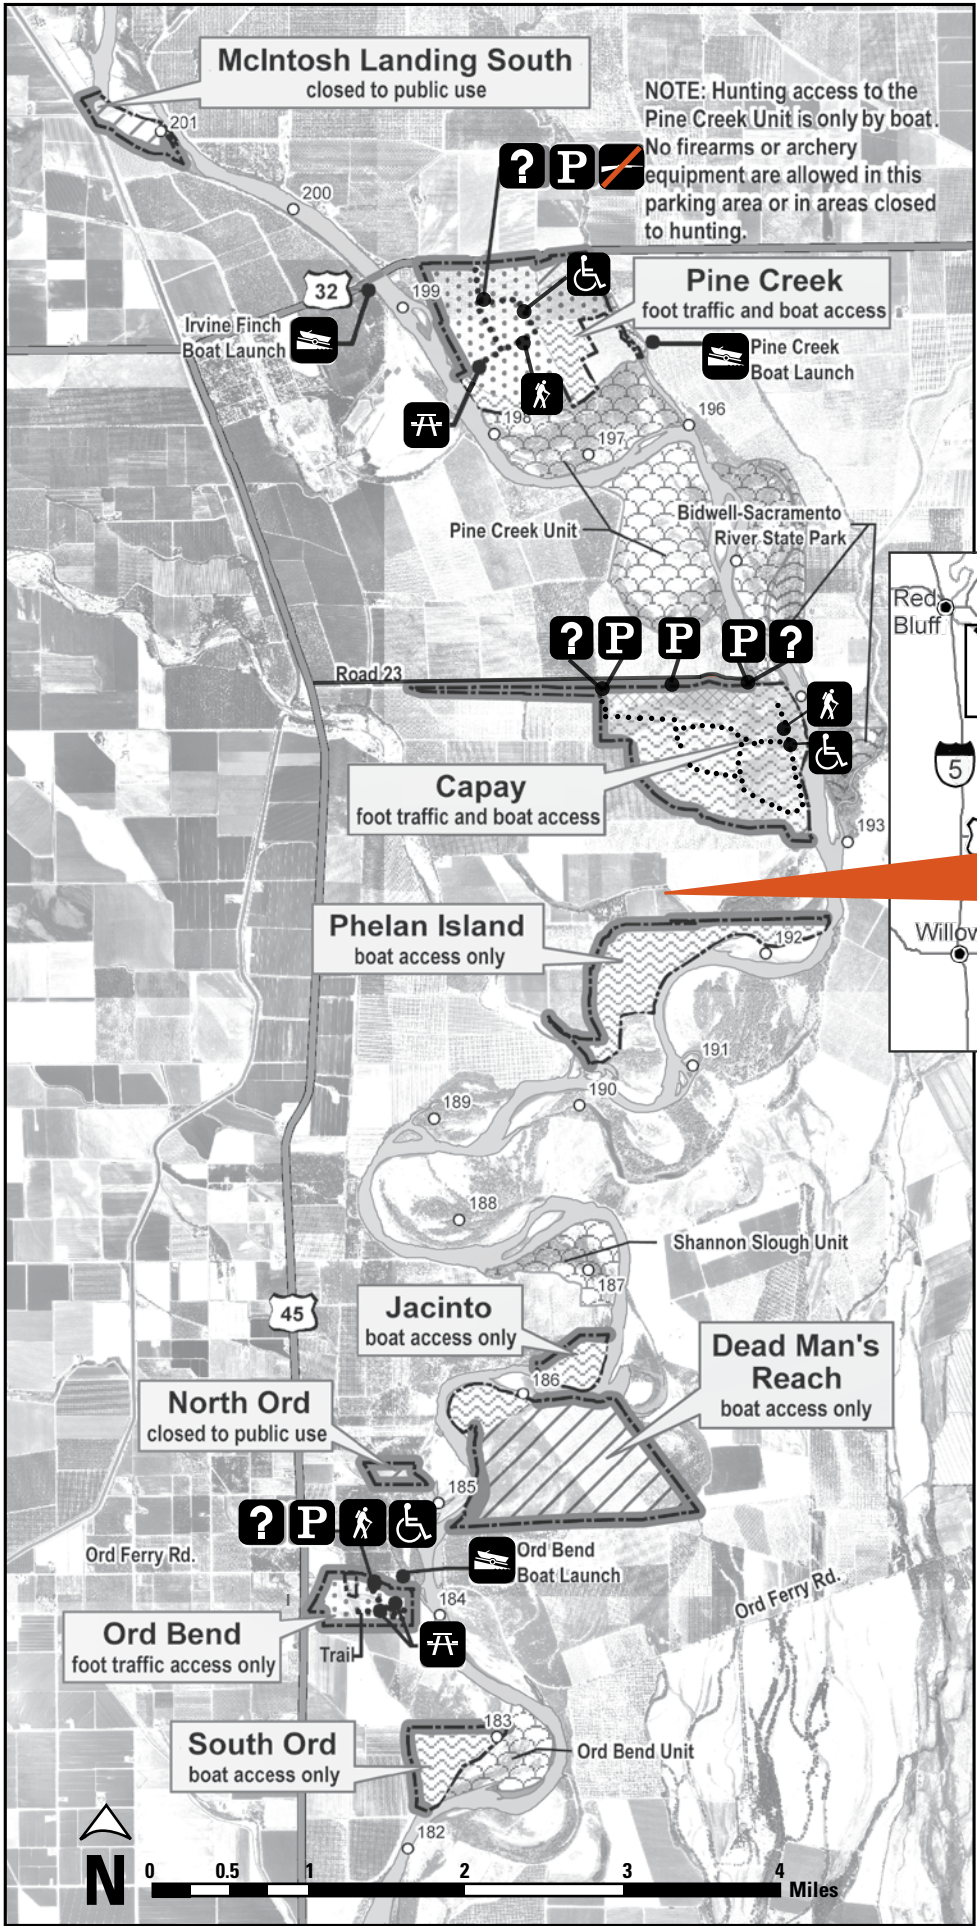 McIntosh Landing South
closed to public use
201
200
NOTE: Hunting access to the
Pine Creek Unit is only by boat.
No firearms or archery
equipment are allowed in this
parking area or in areas closed
to hunting.
? P
32
199
Irvine Finch
Boat Launch
Pine Creek
foot traffic and boat access
Pine Creek
Boat Launch
198
197
196
Pine Creek Unit
Bidwell-Sacramento
River State Park
Red
Bluff
? P P P ?
Road 23
5
Capay
foot traffic and boat access
193
Phelan Island
boat access only
192
191
190
189
188
Shannon Slough Unit
187
45
Jacinto
boat access only
186
Dead Man's
Reach
boat access only
North Ord
closed to public use
185
? P
Ord Ferry Rd.
Ord Bend
Boat Launch
184
Ord Ferry Rd.
Ord Bend
foot traffic access only
Trail
183
South Ord
boat access only
Ord Bend Unit
182
N
0 0.5 1 2 3 4
Miles